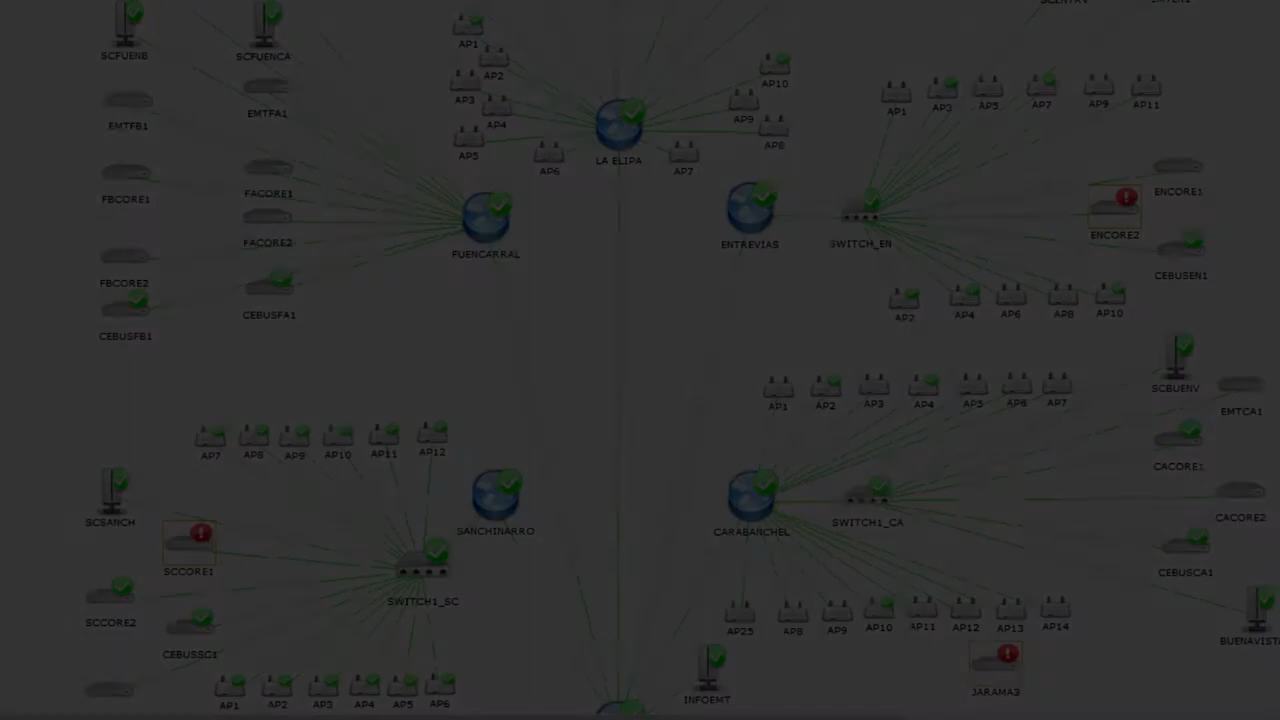 SCFUENB
SCFUENCA
AP1
AP2
AP3
AP4
AP5
AP6
LA ELIPA
AP7
AP10
AP9
AP8
AP1
AP3
AP5
AP7
AP9
AP11
EMTFB1
EMTFA1
FBCORE1
FACORE1
FACORE2
FBCORE2
CEBUSFA1
CEBUSFB1
FUENCARRAL
ENTREVIAS
SWITCH_EN
ENCORE1
ENCORE2
CEBUSEN1
AP2
AP4
AP6
AP8
AP10
SCBUENV
EMTCA1
AP1
AP2
AP3
AP4
AP5
AP6
AP7
CACORE1
CACORE2
CEBUSCA1
CARABANCHEL
SWITCH1_CA
AP7
AP8
AP9
AP10
AP11
AP12
SCSANCH
SANCHINARRO
SCCORE1
SWITCH1_SC
SCCORE2
CEBUSSC1
AP25
AP8
AP9
AP10
AP11
AP12
AP13
AP14
BUENAVIST
JARAMA3
INFOEMT
AP1
AP2
AP3
AP4
AP5
AP6